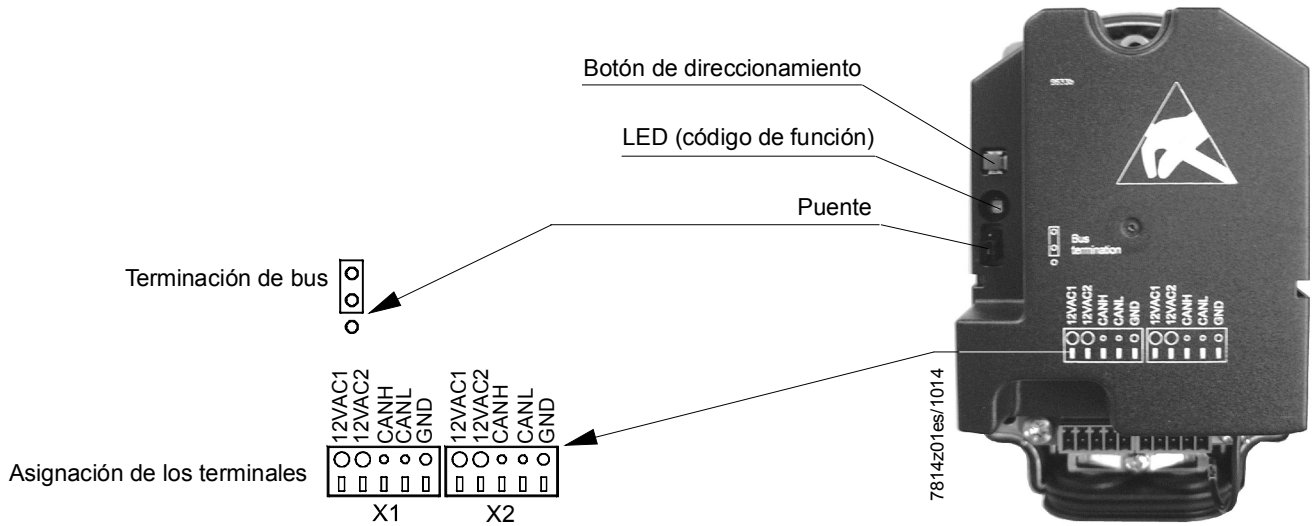 Botón de direccionamiento
LED (código de función)
Puente
Terminación de bus
12VAC1
12VAC2
CANH
CANL
GND
12VAC1
12VAC2
CANH
CANL
GND
Asignación de los terminales
X1
X2
Bus
termination
12VAC1
12VAC2
CANH
CANL
GND
12VAC1
12VAC2
CANH
CANL
GND
7814z01es/1014